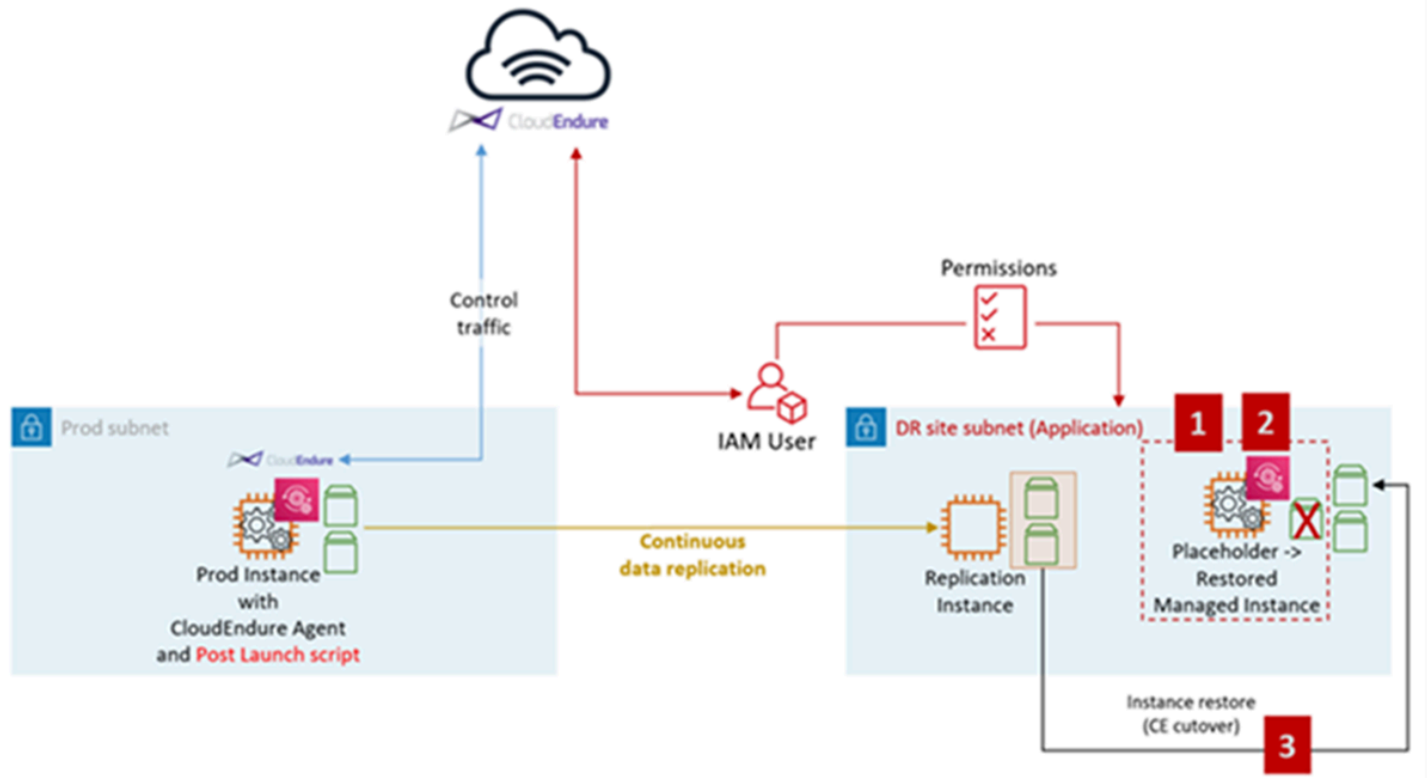 CloudEndure
Control
traffic
Permissions
IAM User
Prod subnet
CloudEndure
Prod Instance
with
CloudEndure Agent
and Post Launch script
Continuous
data replication
DR site subnet (Application)
1
2
Replication
Instance
X
Placeholder ->
Restored
Managed Instance
Instance restore
(CE cutover)
3